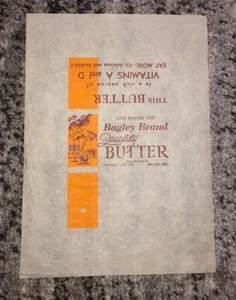 EAT MORE - It's delicious and healthful!
VITAMINS A and D
is a rich source of
THIS BUTTER
ONE POUND NET
Bagley Brand
Quality
BUTTER